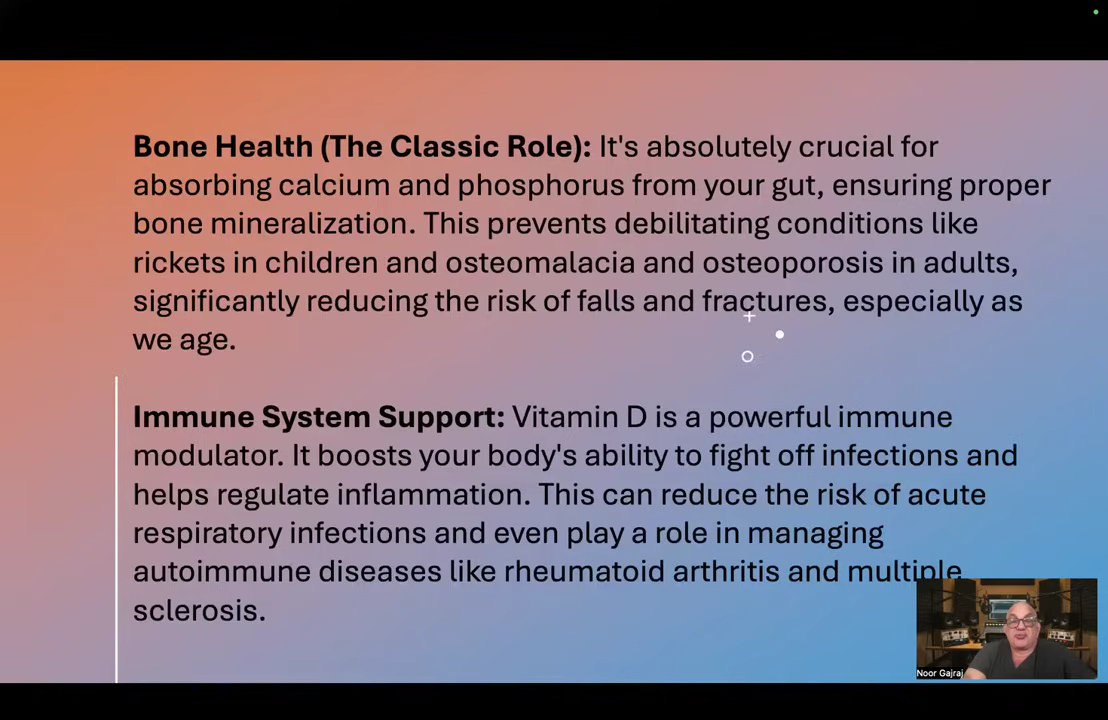 Bone Health (The Classic Role): It's absolutely crucial for
absorbing calcium and phosphorus from your gut, ensuring proper
bone mineralization. This prevents debilitating conditions like
rickets in children and osteomalacia and osteoporosis in adults,
significantly reducing the risk of falls and fractures, especially as
we age.
Immune System Support: Vitamin D is a powerful immune
modulator. It boosts your body's ability to fight off infections and
helps regulate inflammation. This can reduce the risk of acute
respiratory infections and even play a role in managing
autoimmune diseases like rheumatoid arthritis and multiple
sclerosis.
Noor Gajraj